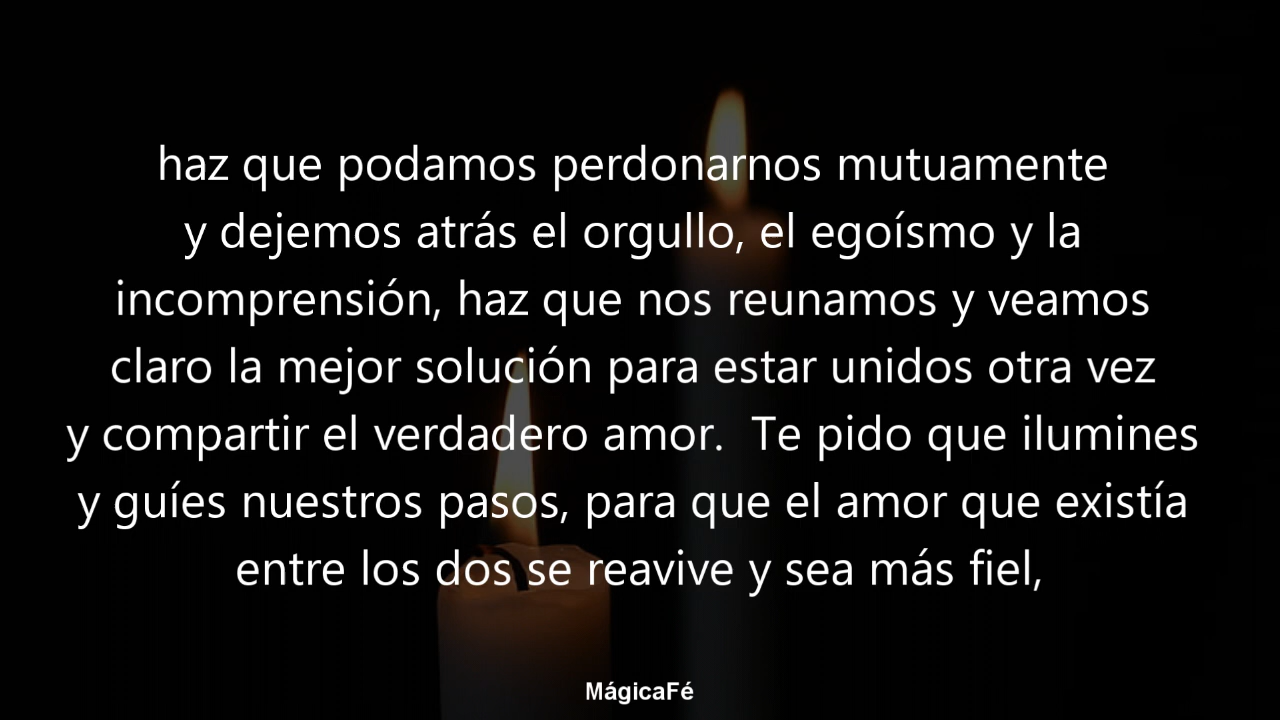 haz que podamos perdonarnos mutuamente
y dejemos atrás el orgullo, el egoísmo y la
incomprensión, haz que nos reunamos y veamos
claro la mejor solución para estar unidos otra vez
y compartir el verdadero amor.  Te pido que ilumines
y guíes nuestros pasos, para que el amor que existía
entre los dos se reavive y sea más fiel,
MágicaFé